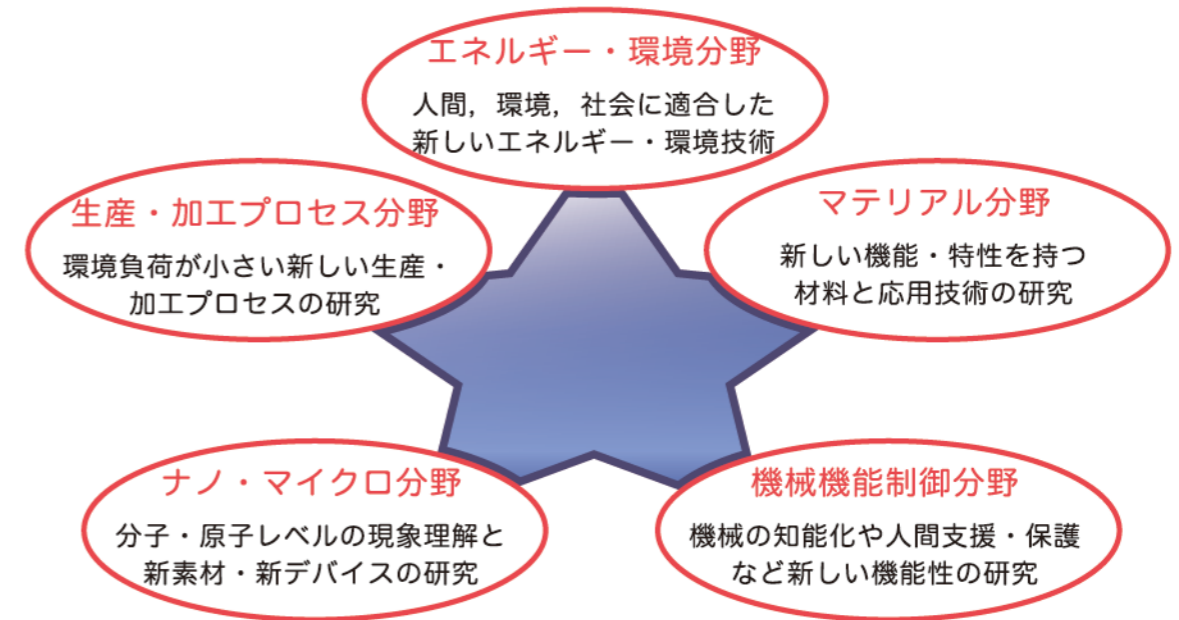 エネルギー・環境分野
人間，環境，社会に適合した
新しいエネルギー・環境技術
生産・加工プロセス分野
環境負荷が小さい新しい生産・
加工プロセスの研究
マテリアル分野
新しい機能・特性を持つ
材料と応用技術の研究
ナノ・マイクロ分野
分子・原子レベルの現象理解と
新素材・新デバイスの研究
機械機能制御分野
機械の知能化や人間支援・保護
など新しい機能性の研究